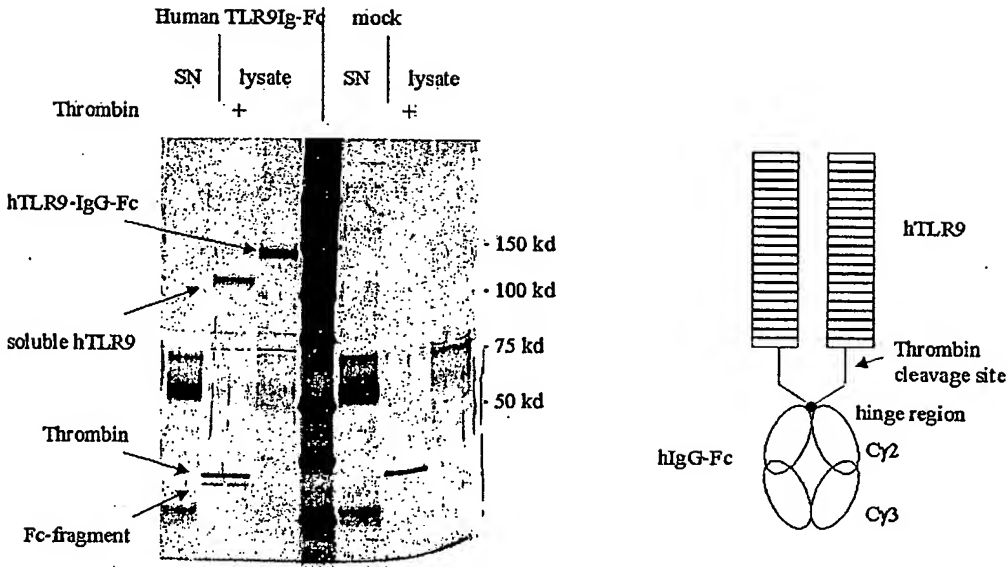 Human TLR9Ig-Fc mock
SN lysate SN lysate
Thrombin + +
hTLR9-IgG-Fc
soluble hTLR9
Thrombin
Fc-fragment
- 150 kd
- 100 kd
- 75 kd
- 50 kd
hTLR9
Thrombin
cleavage site
hinge region
hIgG-Fc
Cγ2
Cγ3